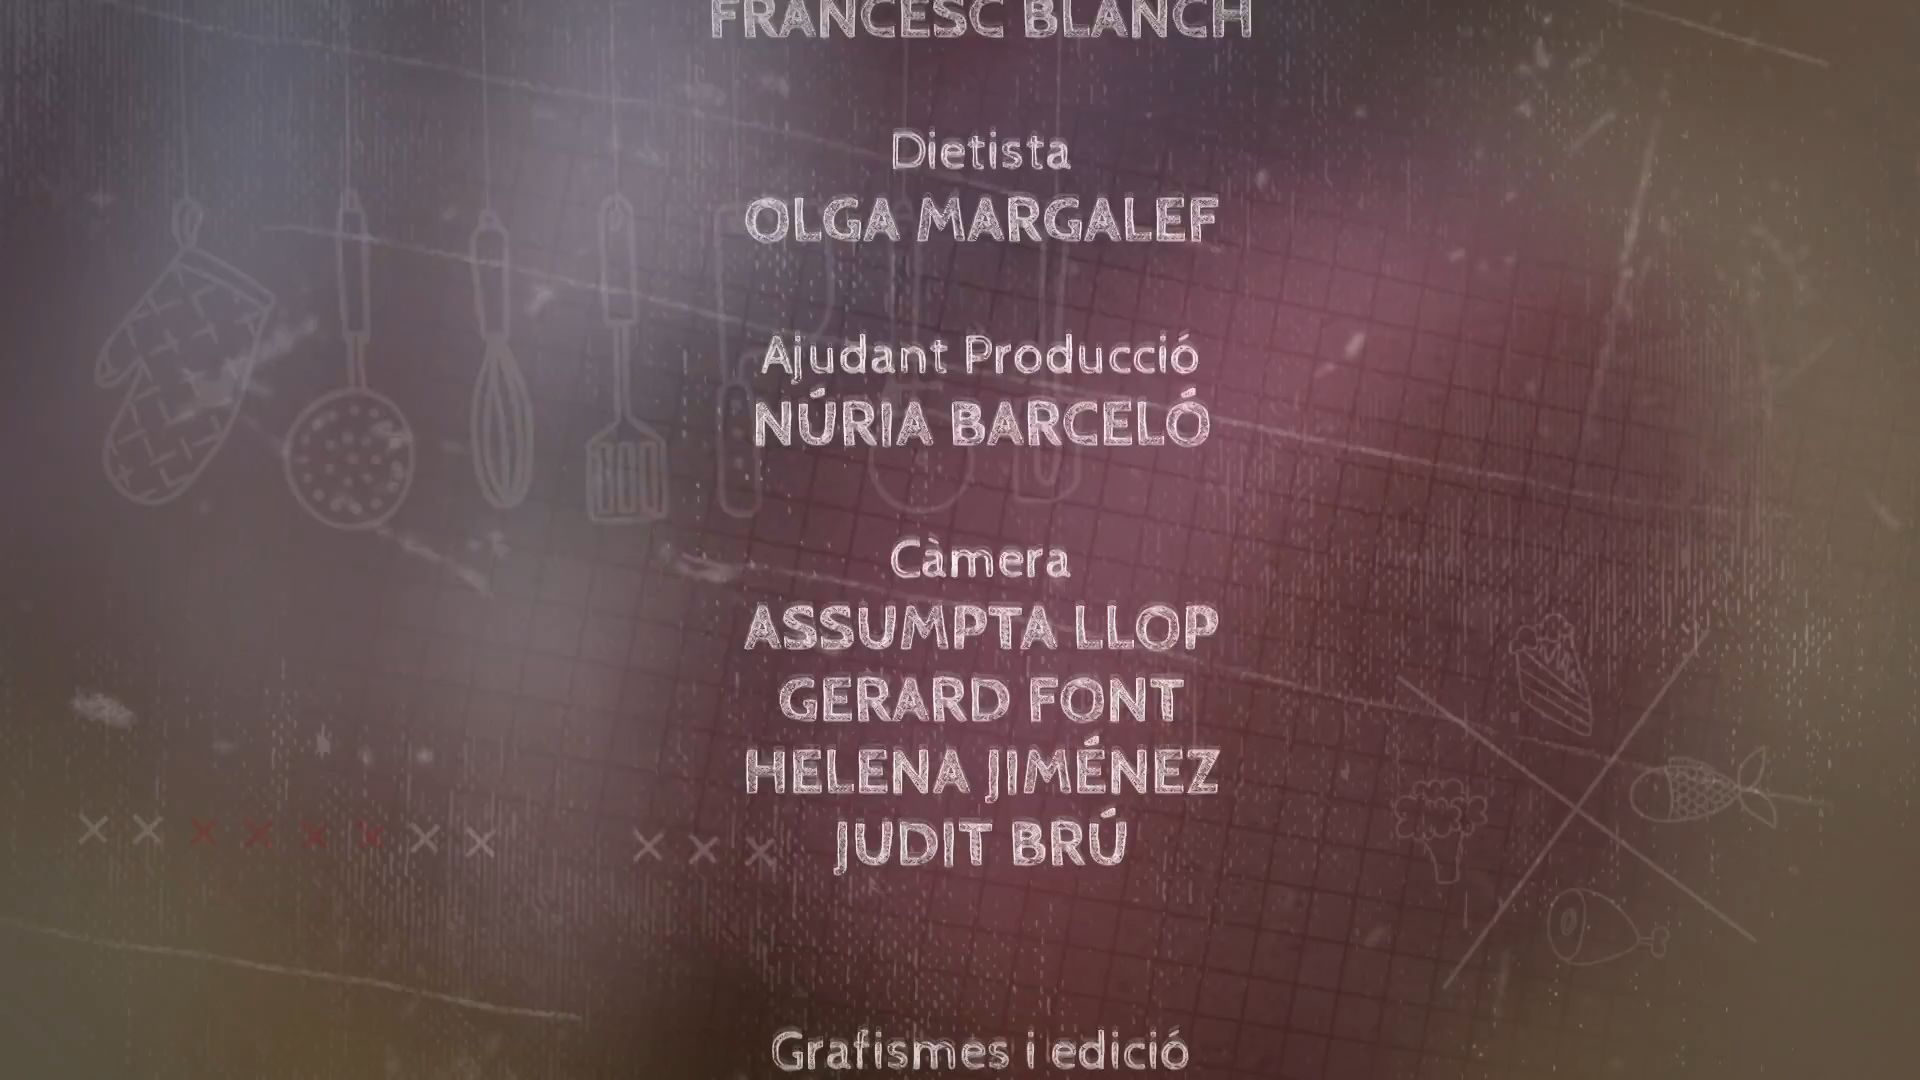 FRANCESC BLANCH
Dietista
OLGA MARGALEF
Ajudant Producció
NÚRIA BARCELÓ
Càmera
ASSUMPTA LLOP
GERARD FONT
HELENA JIMÉNEZ
JUDIT BRÚ
Grafismes i edició